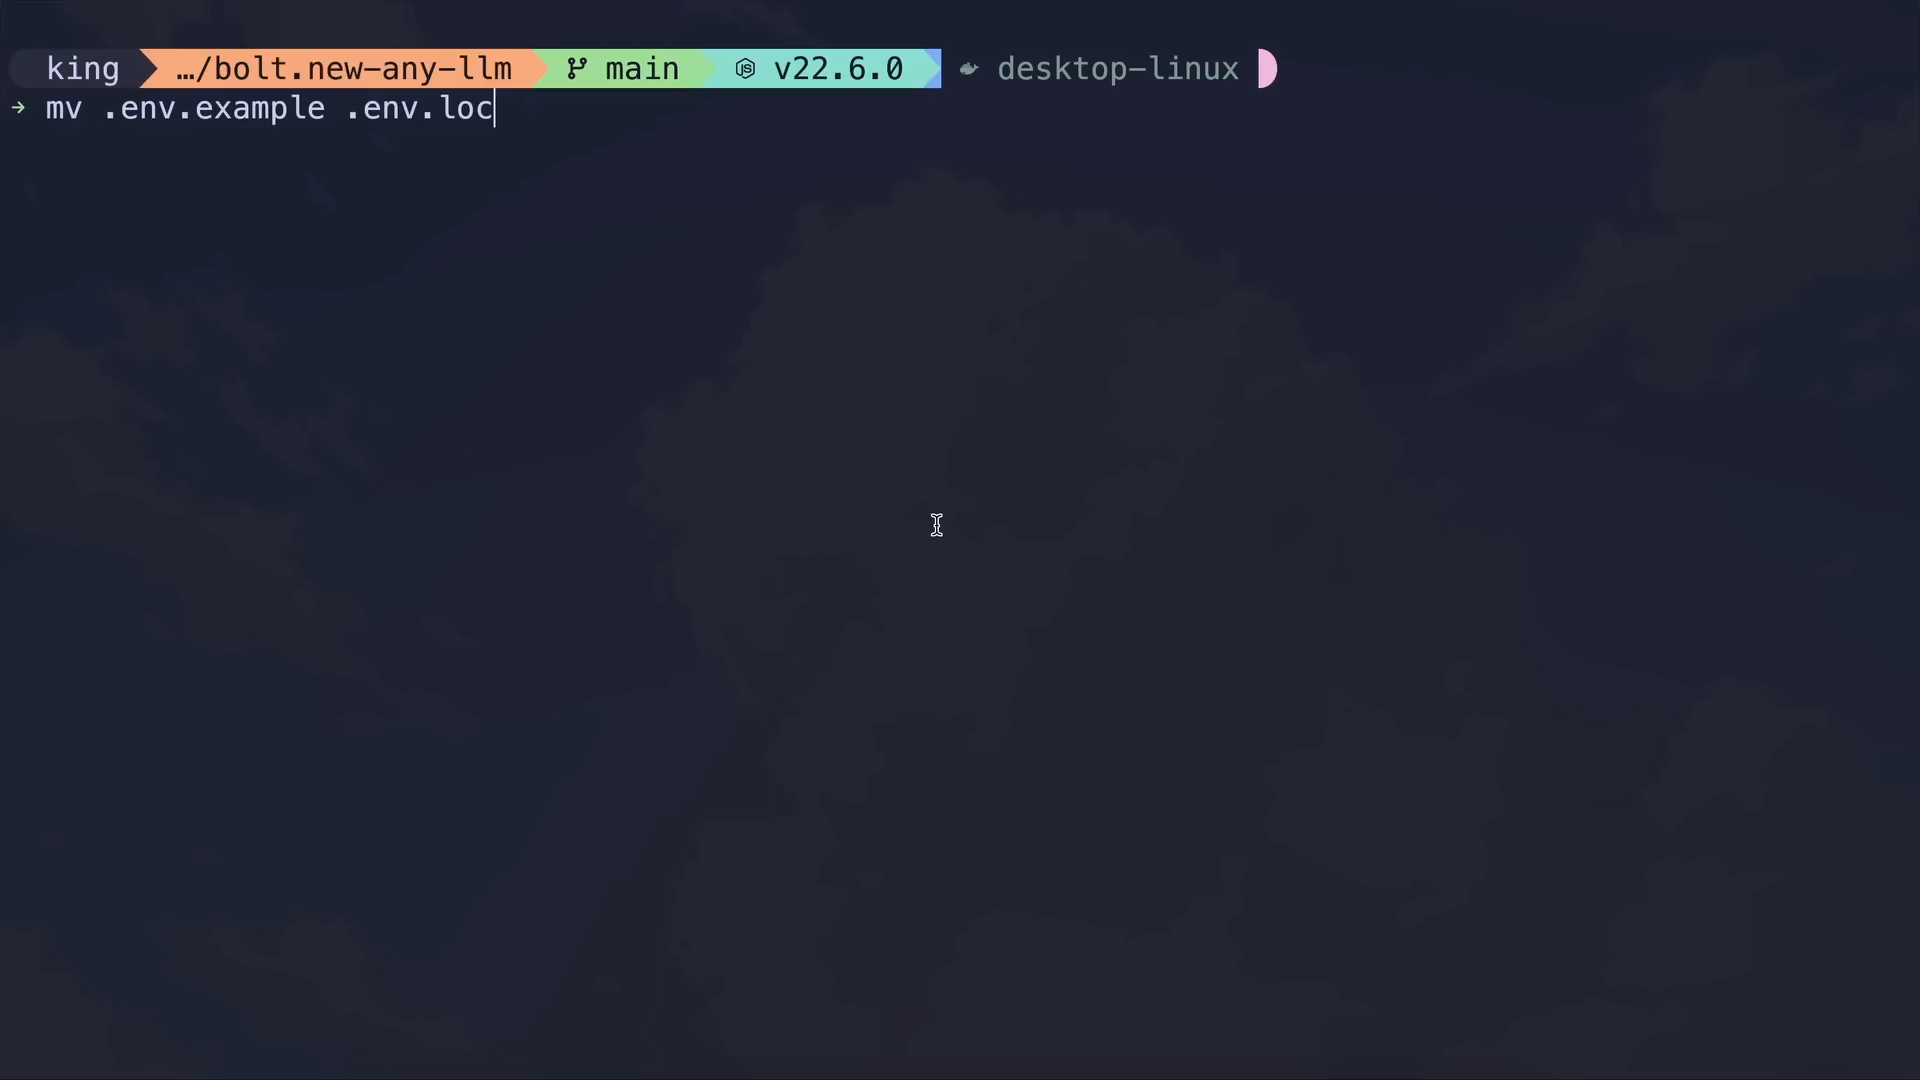 king …/bolt.new-any-llm main v22.6.0 desktop-linux
→ mv .env.example .env.loc